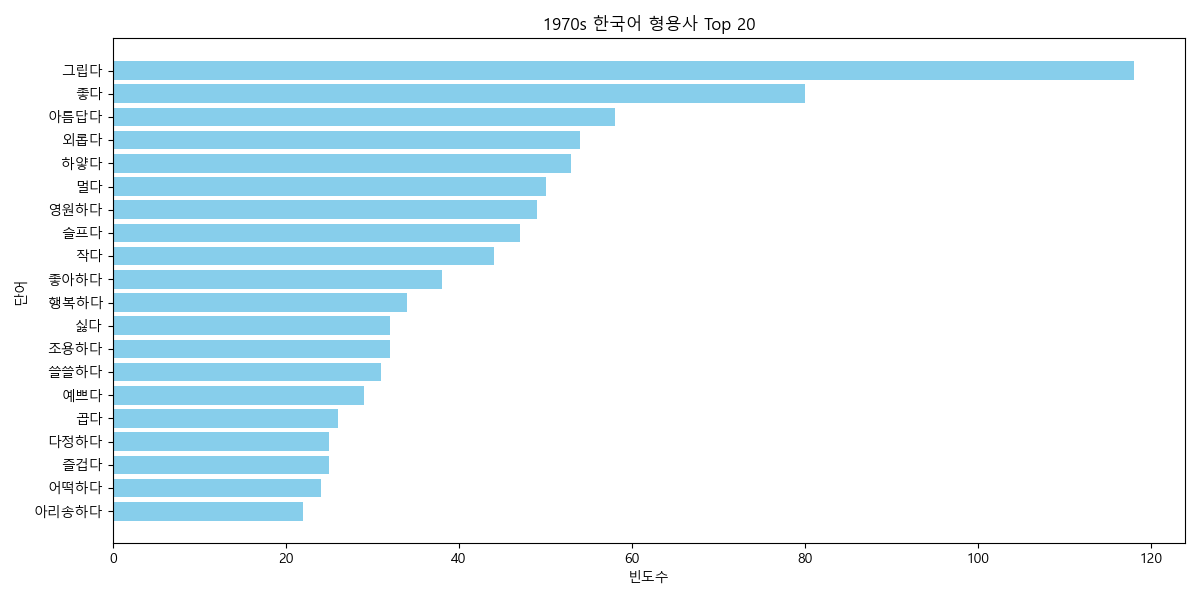 1970s 한국어 형용사 Top 20
단어
그립다
좋다
아름답다
외롭다
하얗다
멀다
영원하다
슬프다
작다
좋아하다
행복하다
싫다
조용하다
쓸쓸하다
예쁘다
곱다
다정하다
즐겁다
어떡하다
아리송하다
0 20 40 60 80 100 120
빈도수